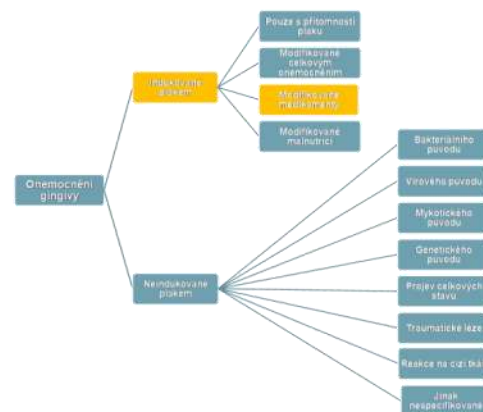 Pouze s přítomností
plaku
Modifikované
celkovým
onemocněním
Indukované
plakem
Modifikované
medikamenty
Modifikované
malnutricí
Bakteriálního
původu
Virového původu
Onemocnění
gingivy
Mykotického
původu
Genetického
původu
Neindukované
plakem
Projev celkových
stavů
Traumatické léze
Reakce na cizí tkáň
Jinak
nespecifikované